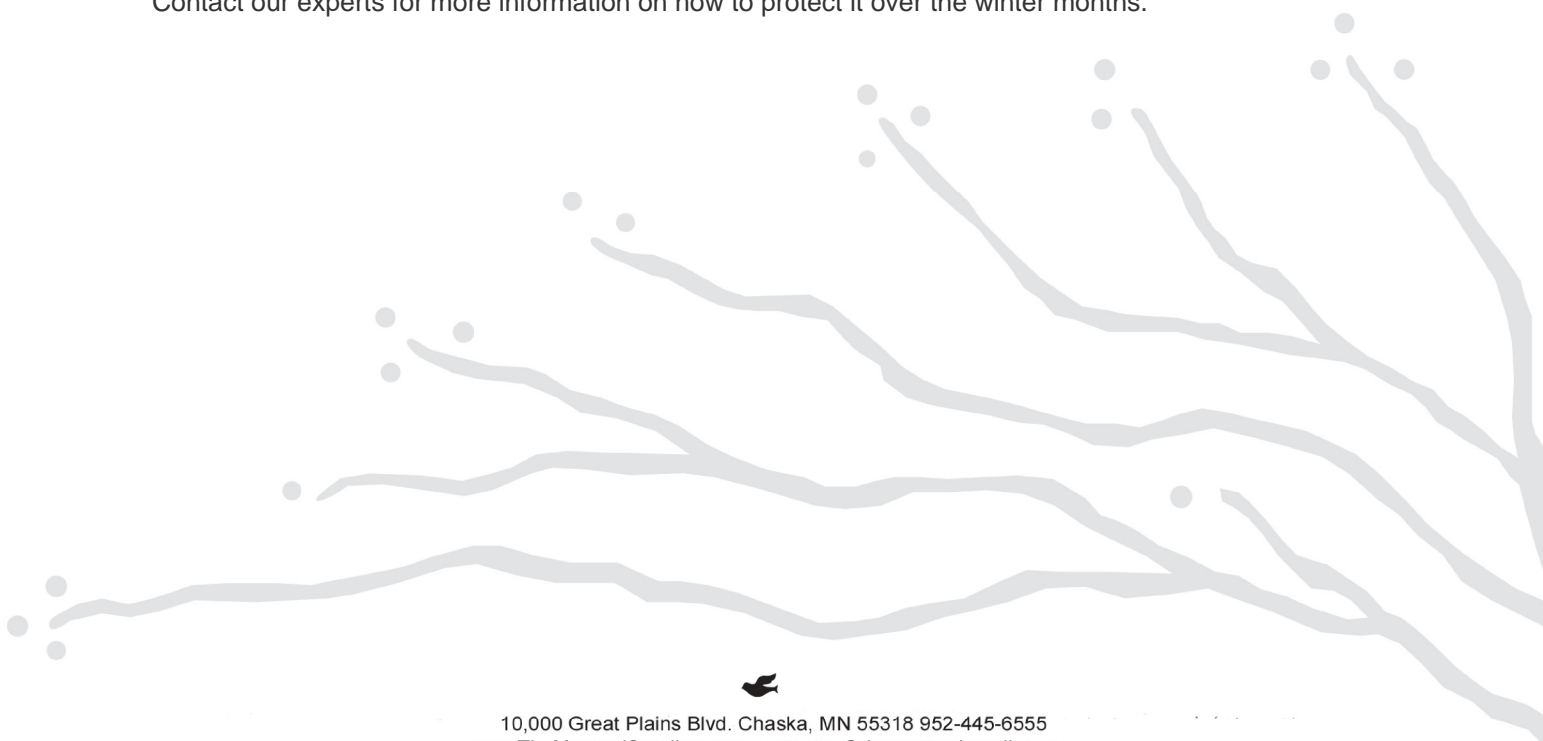 Contact our experts for more information on how to protect it over the winter months.
10,000 Great Plains Blvd. Chaska, MN 55318 952-445-6555